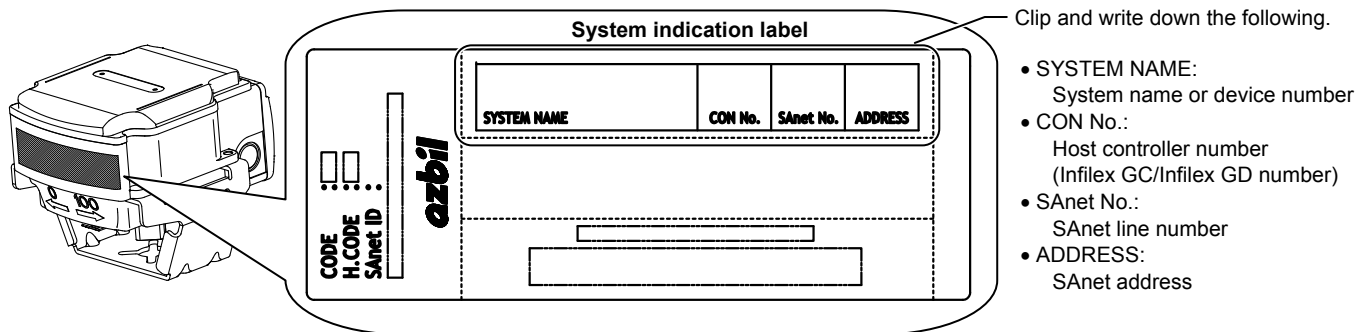 System indication label
Clip and write down the following.
SYSTEM NAME
CON No.
SAnet No.
ADDRESS
CODE :
H.CODE :
SAnet ID :
azbil
0 100
• SYSTEM NAME:
System name or device number
• CON No.:
Host controller number
(Infilex GC/Infilex GD number)
• SAnet No.:
SAnet line number
• ADDRESS:
SAnet address